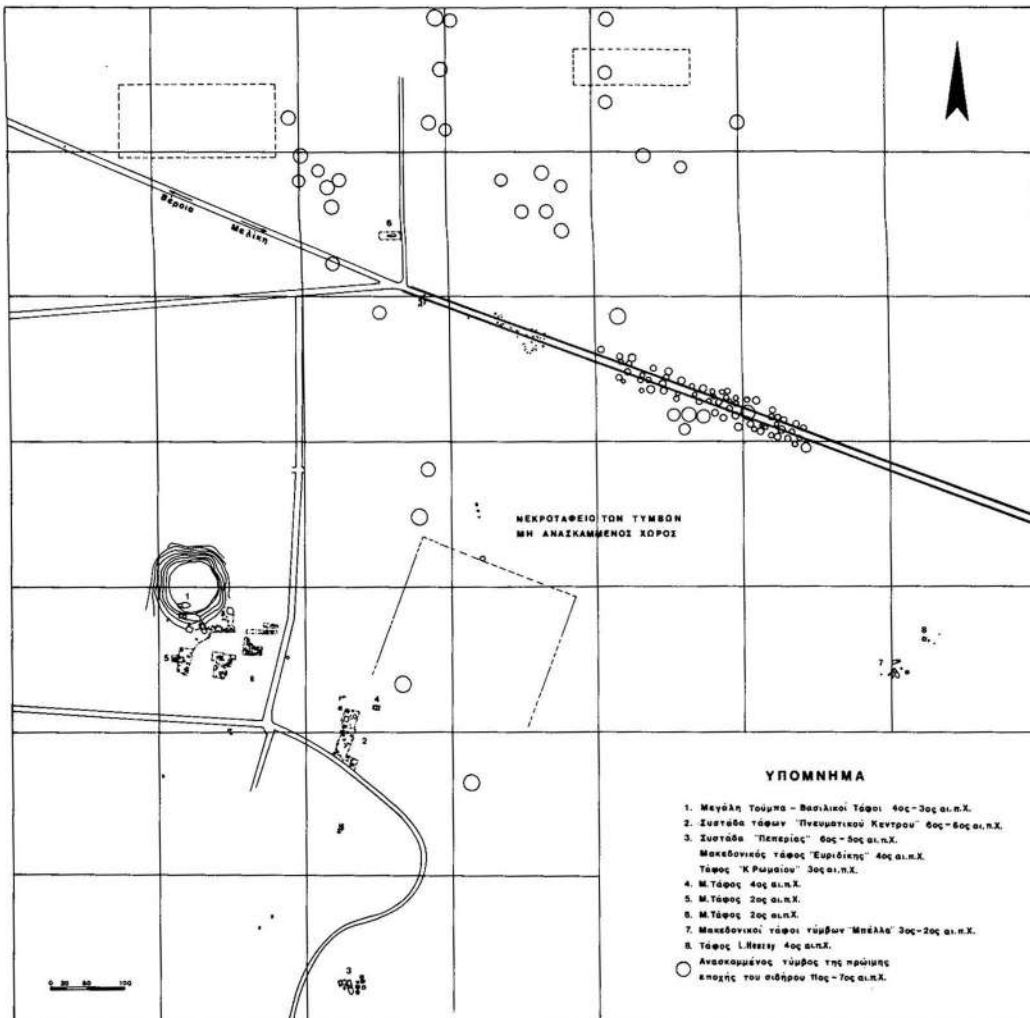 6
Βέροια
Μελίκη
ΝΕΚΡΟΤΑΦΕΙΟ ΤΩΝ ΤΥΜΒΩΝ
ΜΗ ΑΝΑΣΚΑΜΜΕΝΟΣ ΧΩΡΟΣ
1
5
8
7
4
2
3
ΥΠΟΜΝΗΜΑ
1. Μεγάλη Τούμπα - Βασιλικοί Τάφοι 4ος-3ος αι.π.Χ.
2. Συστάδα τάφων "Πνευματικού Κέντρου" 6ος-5ος αι.π.Χ.
3. Συστάδα "Πεπερίας" 6ος-5ος αι.π.Χ.
Μακεδονικός τάφος "Ευριδίκης" 4ος αι.π.Χ.
Τάφος "Κ Ρωμαίου" 3ος αι.π.Χ.
4. Μ.Τάφος 4ος αι.π.Χ.
5. Μ.Τάφος 2ος αι.π.Χ.
6. Μ.Τάφος 2ος αι.π.Χ.
7. Μακεδονικοί τάφοι τύμβων "Μπέλλα" 3ος-2ος αι.π.Χ.
8. Τάφος L.Heuzey 4ος αι.π.Χ.
Ανασκαμμένος τύμβος της πρώιμης
εποχής του σιδήρου 11ος-7ος αι.π.Χ.
0 20 50 100